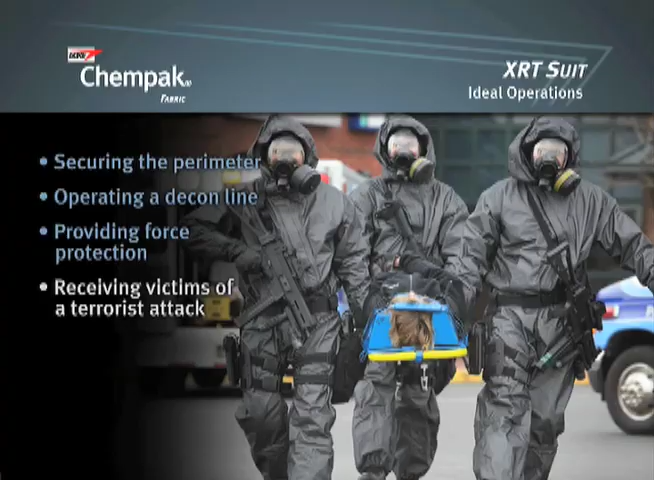 GORE
Chempak®
FABRIC
XRT SUIT
Ideal Operations
• Securing the perimeter
• Operating a decon line
• Providing force
protection
• Receiving victims of
a terrorist attack